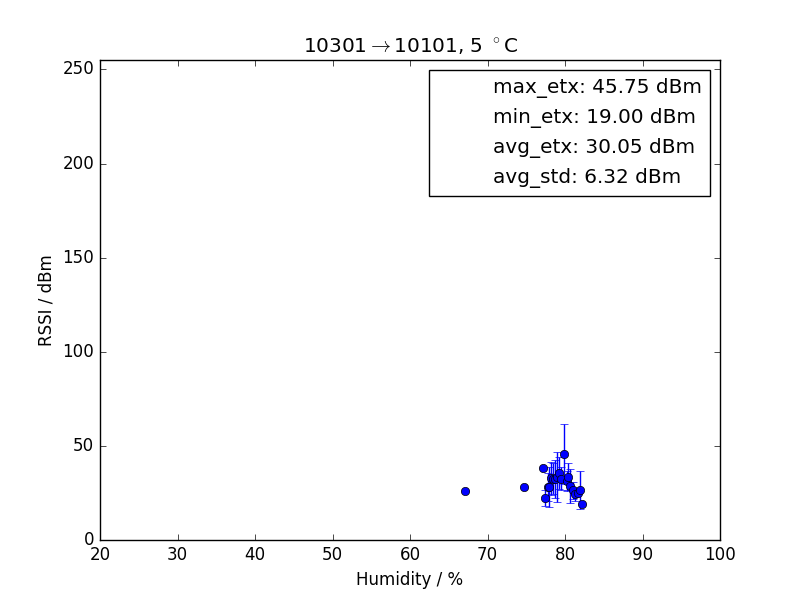 10301→10101, 5 °C
max_etx: 45.75 dBm
min_etx: 19.00 dBm
avg_etx: 30.05 dBm
avg_std: 6.32 dBm
RSSI / dBm
250
200
150
100
50
0
20 30 40 50 60 70 80 90 100
Humidity / %